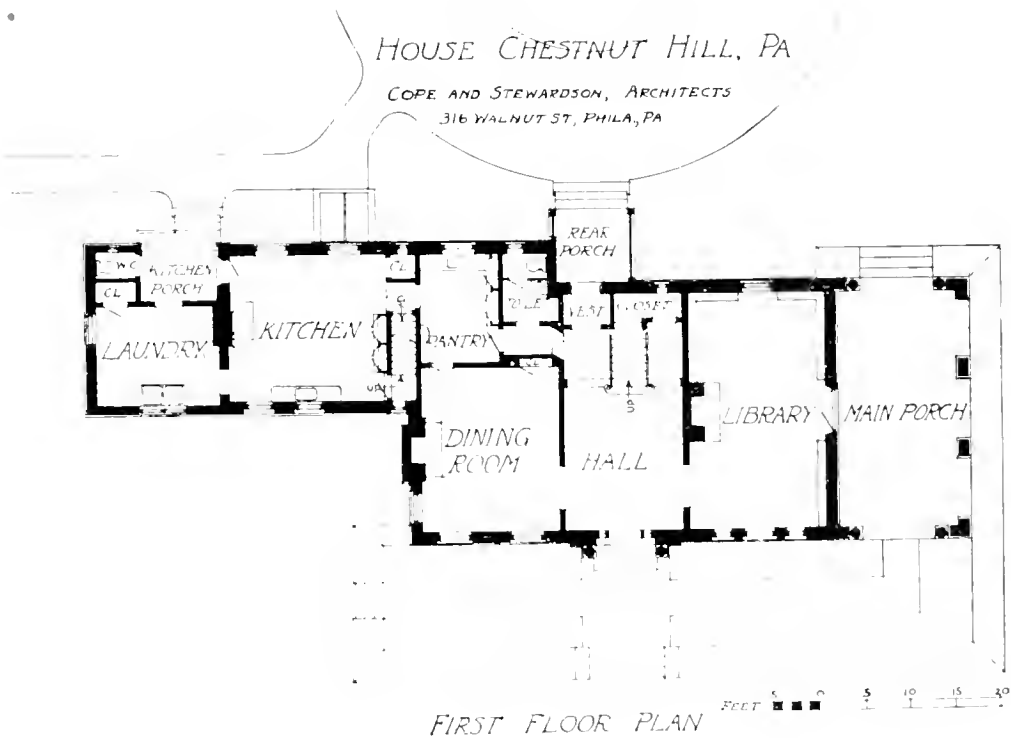 HOUSE CHESTNUT HILL, PA
COPE AND STEWARDSON, ARCHITECTS
316 WALNUT ST, PHILA., PA
REAR
PORCH
W.C.
KITCHEN
PORCH
CL
CL
VEST
CLOSET
KITCHEN
PANTRY
LAUNDRY
UP
LIBRARY
MAIN PORCH
DINING
ROOM
HALL
FEET 5 0 5 10 15 20
FIRST FLOOR PLAN